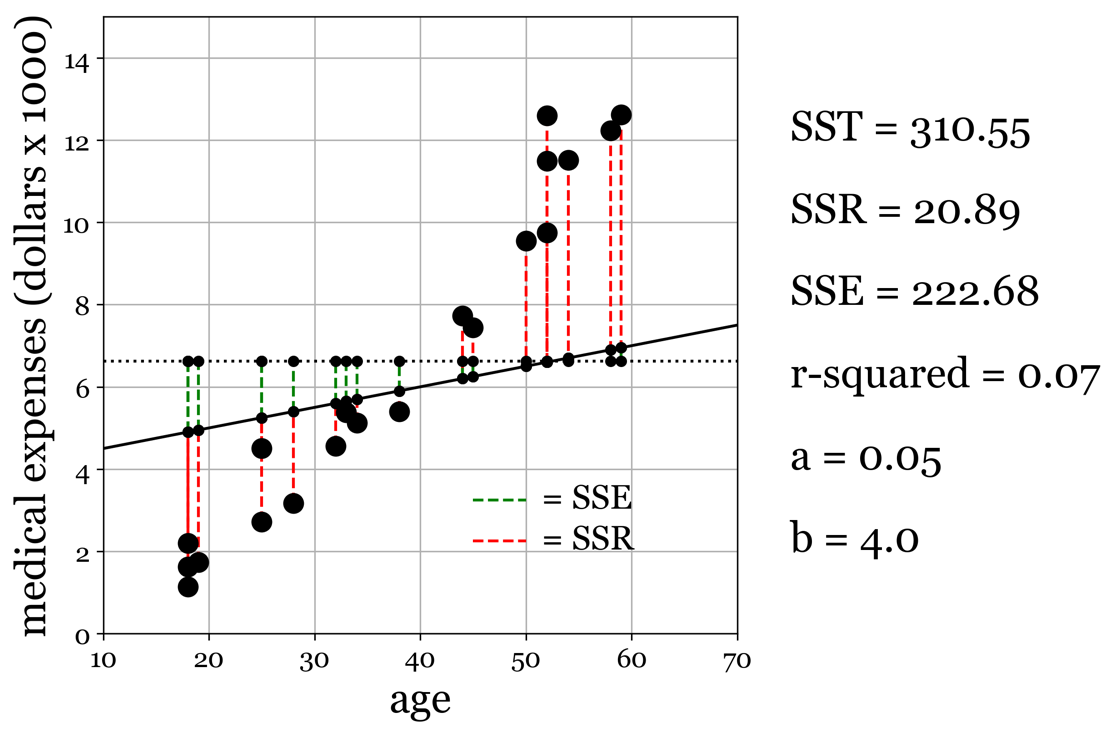 medical expenses (dollars x 1000)
14
12
10
8
6
4
2
0
10 20 30 40 50 60 70
age
= SSE
= SSR
SST = 310.55
SSR = 20.89
SSE = 222.68
r-squared = 0.07
a = 0.05
b = 4.0